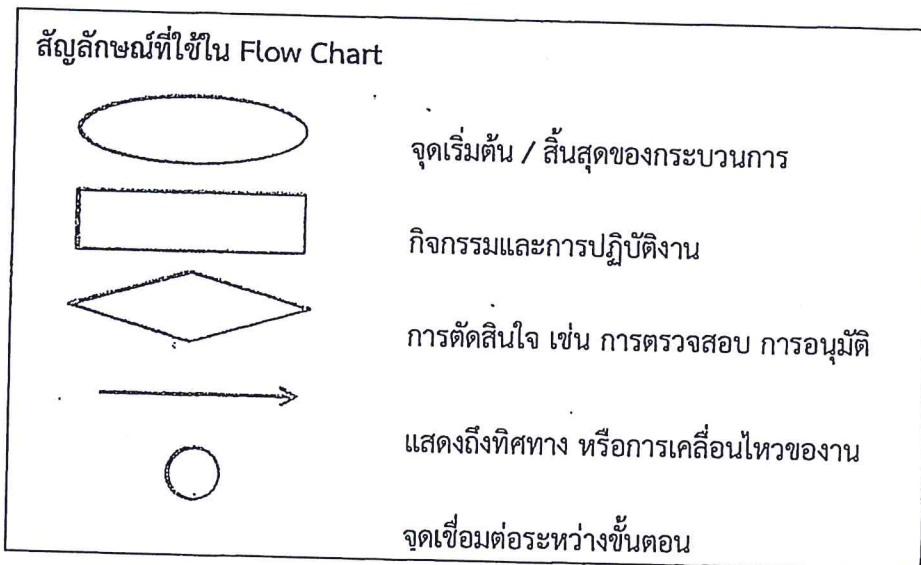 สัญลักษณ์ที่ใช้ใน Flow Chart
จุดเริ่มต้น / สิ้นสุดของกระบวนการ
กิจกรรมและการปฏิบัติงาน
การตัดสินใจ เช่น การตรวจสอบ การอนุมัติ
แสดงถึงทิศทาง หรือการเคลื่อนไหวของงาน
จุดเชื่อมต่อระหว่างขั้นตอน